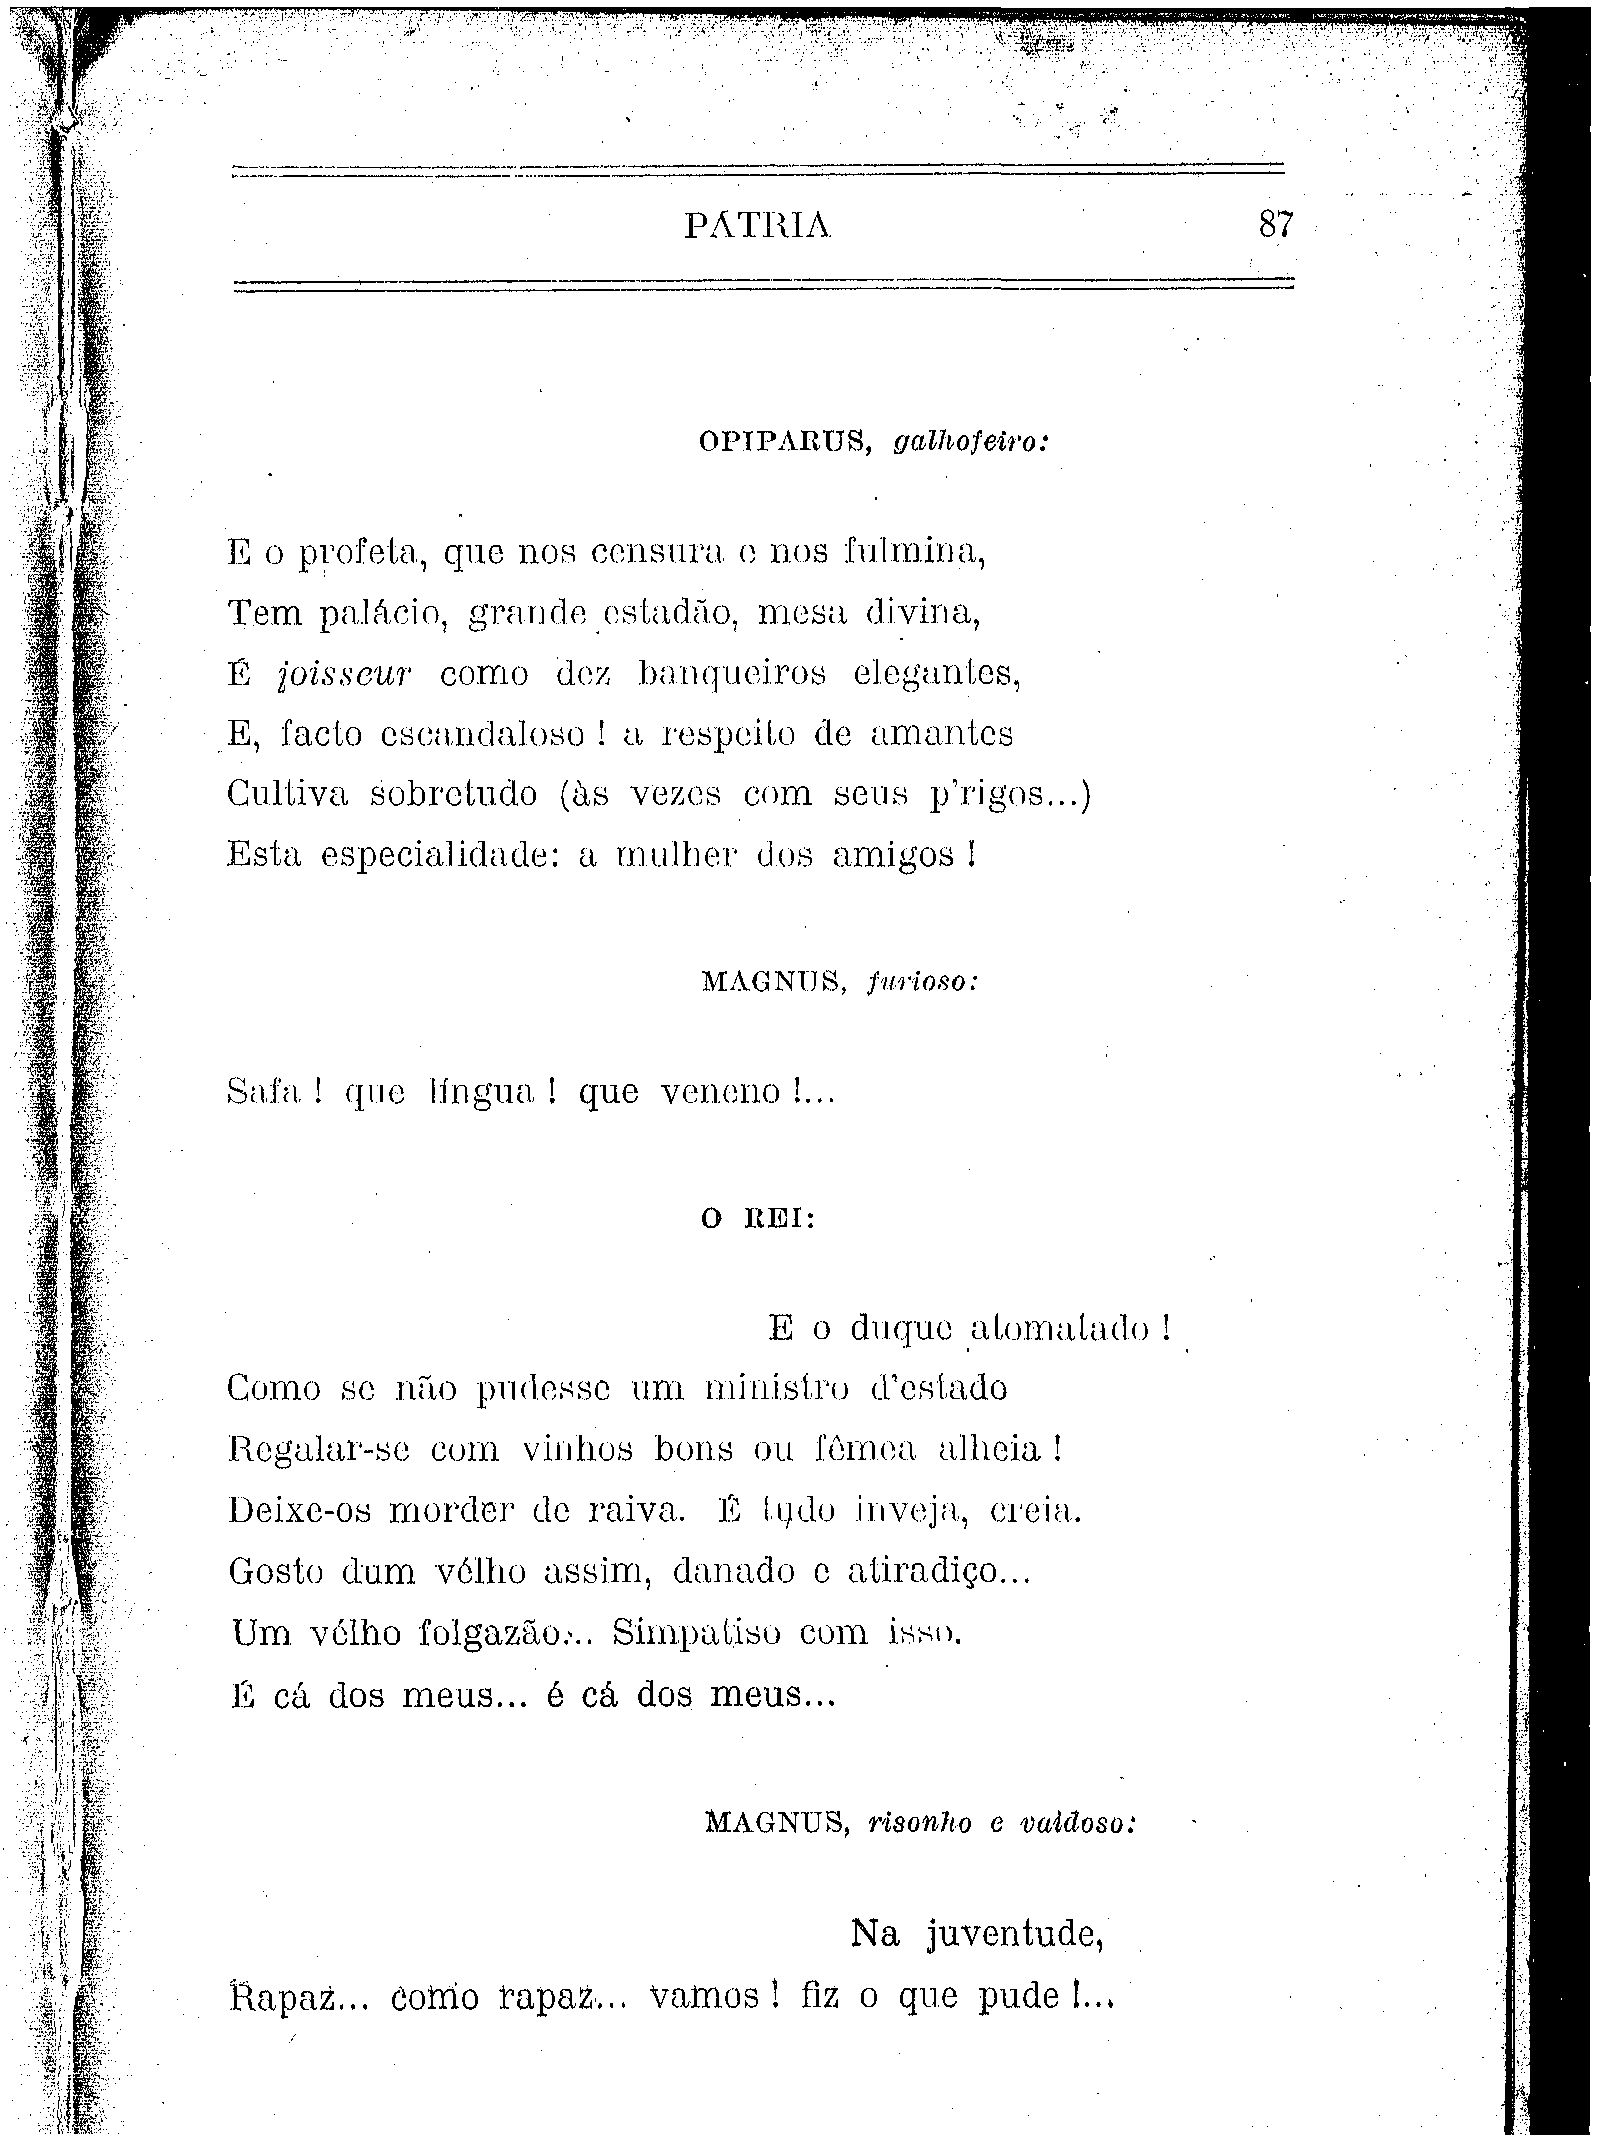 PÁTRIA 87
OPIPARUS, galhofeiro:
E o profeta, que nos censura e nos fulmina,
Tem palácio, grande estadão, mesa divina,
É joisseur como dez banqueiros elegantes,
E, facto escandaloso ! a respeito de amantes
Cultiva sobretudo (às vezes com seus p'rigos...)
Esta especialidade: a mulher dos amigos !
MAGNUS, furioso:
Safa ! que língua ! que veneno !...
O REI:
E o duque atomatado !
Como se não pudesse um ministro d'estado
Regalar-se com vinhos bons ou fêmea alheia !
Deixe-os morder de raiva. É tudo inveja, creia.
Gosto dum vélho assim, danado e atiradiço...
Um vélho folgazão... Simpatiso com isso.
É cá dos meus... é cá dos meus...
MAGNUS, risonho e vaidoso:
Na juventude,
Rapaz... como rapaz... vamos ! fiz o que pude !...